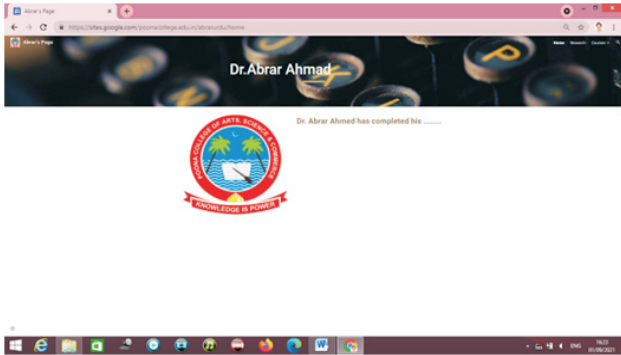 Abrar's Page
https://sites.google.com/poonacollege.edu.in/abrarurdu/home
Abrar's Page
Home Research Courses
Dr.Abrar Ahmad
Dr. Abrar Ahmed has completed his ........
POONA COLLEGE OF ARTS. SCIENCE & COMMERCE
KNOWLEDGE IS POWER
ENG
16:23
01/09/2021